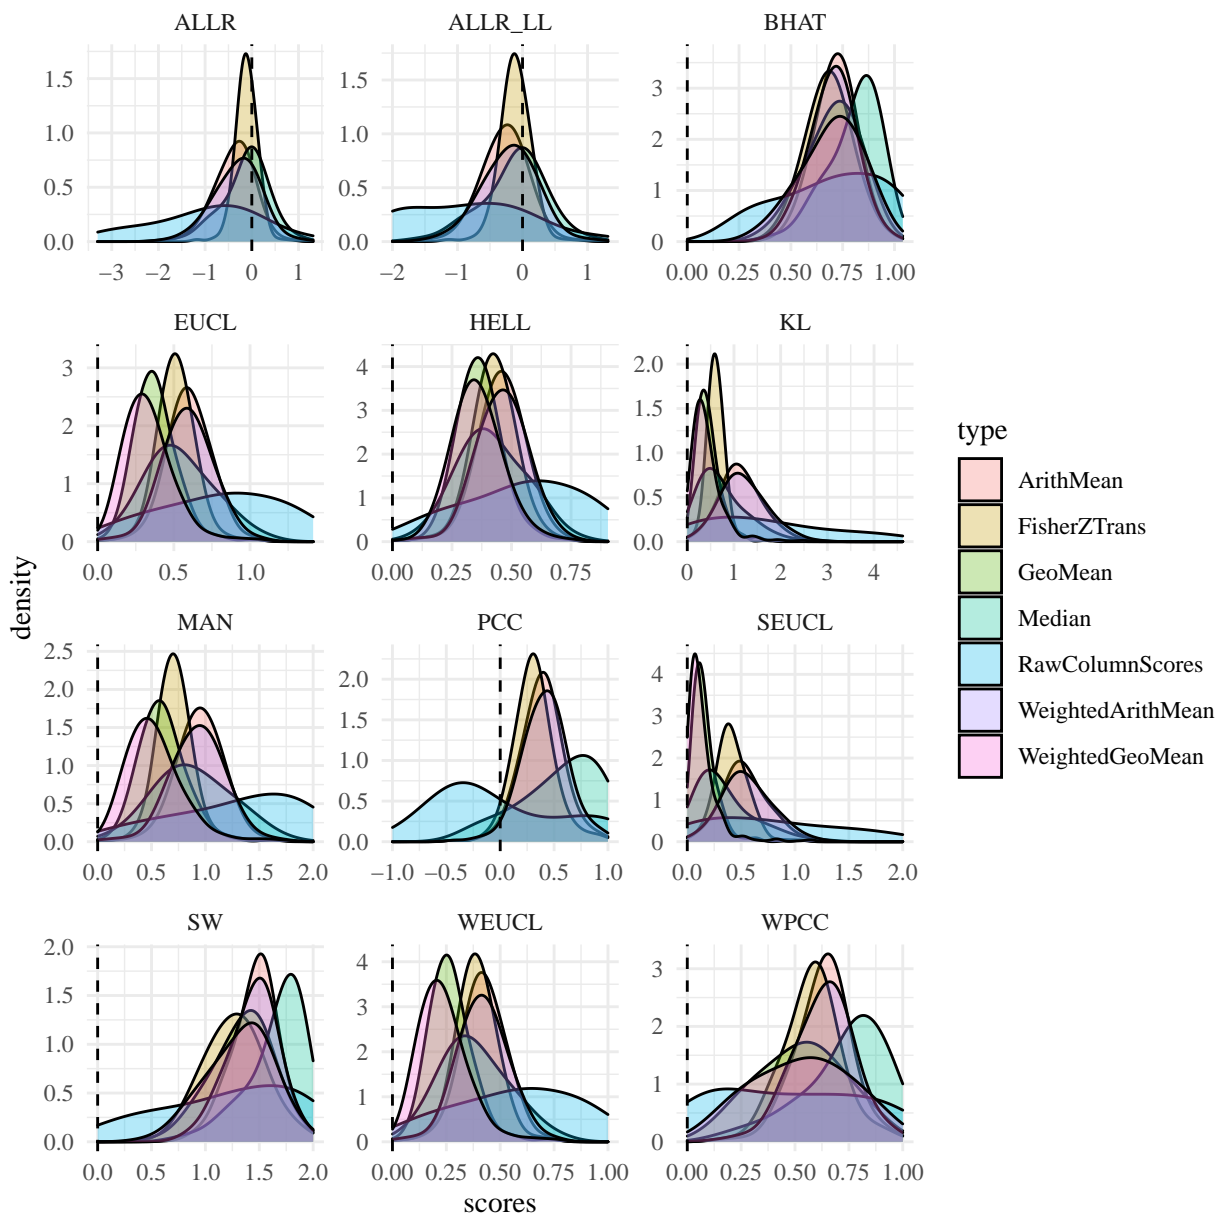 ALLR ALLR_LL BHAT
1.5
1.0
0.5
0.0
−3 −2 −1 0 1
1.5
1.0
0.5
0.0
−2 −1 0 1
3
2
1
0
0.00 0.25 0.50 0.75 1.00
EUCL HELL KL
3
2
1
0
0.0 0.5 1.0
4
3
2
1
0
0.00 0.25 0.50 0.75
2.0
1.5
1.0
0.5
0.0
0 1 2 3 4
MAN PCC SEUCL
2.5
2.0
1.5
1.0
0.5
0.0
0.0 0.5 1.0 1.5 2.0
2.0
1.5
1.0
0.5
0.0
−1.0 −0.5 0.0 0.5 1.0
4
3
2
1
0
0.0 0.5 1.0 1.5 2.0
SW WEUCL WPCC
2.0
1.5
1.0
0.5
0.0
0.0 0.5 1.0 1.5 2.0
4
3
2
1
0
0.00 0.25 0.50 0.75 1.00
3
2
1
0
0.00 0.25 0.50 0.75 1.00
density
scores
type
ArithMean
FisherZTrans
GeoMean
Median
RawColumnScores
WeightedArithMean
WeightedGeoMean